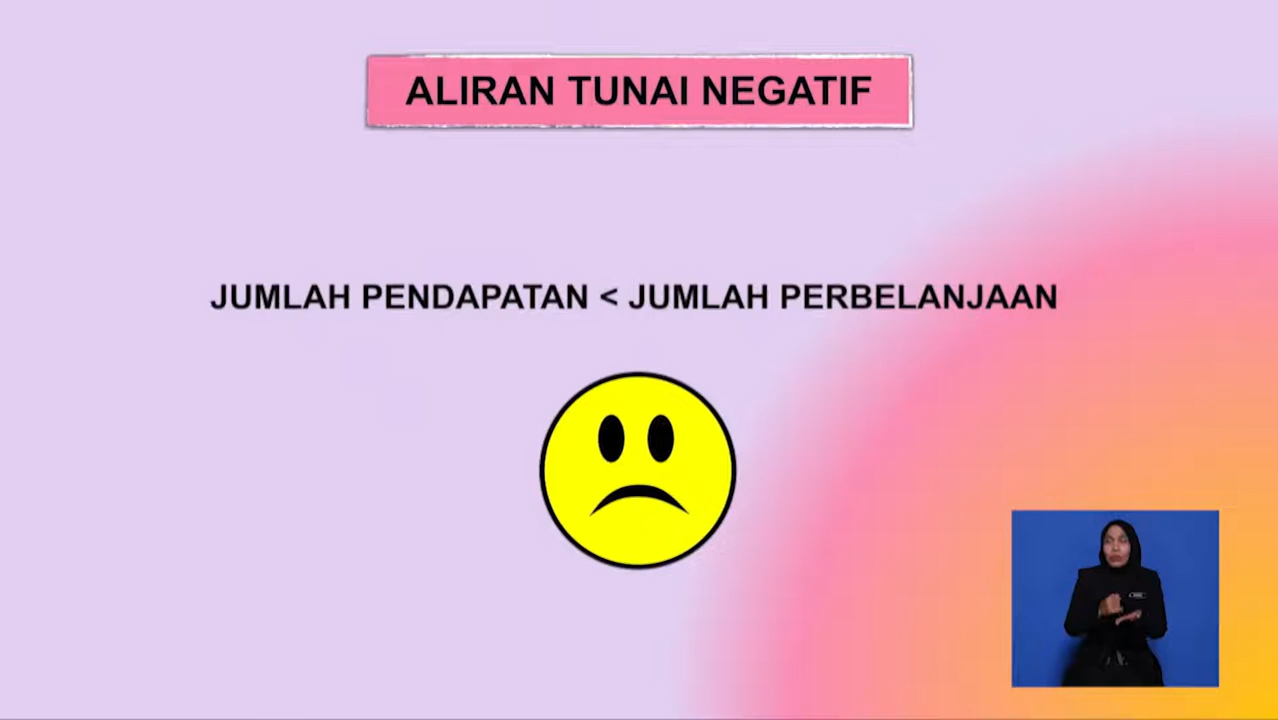 ALIRAN TUNAI NEGATIF
JUMLAH PENDAPATAN < JUMLAH PERBELANJAAN